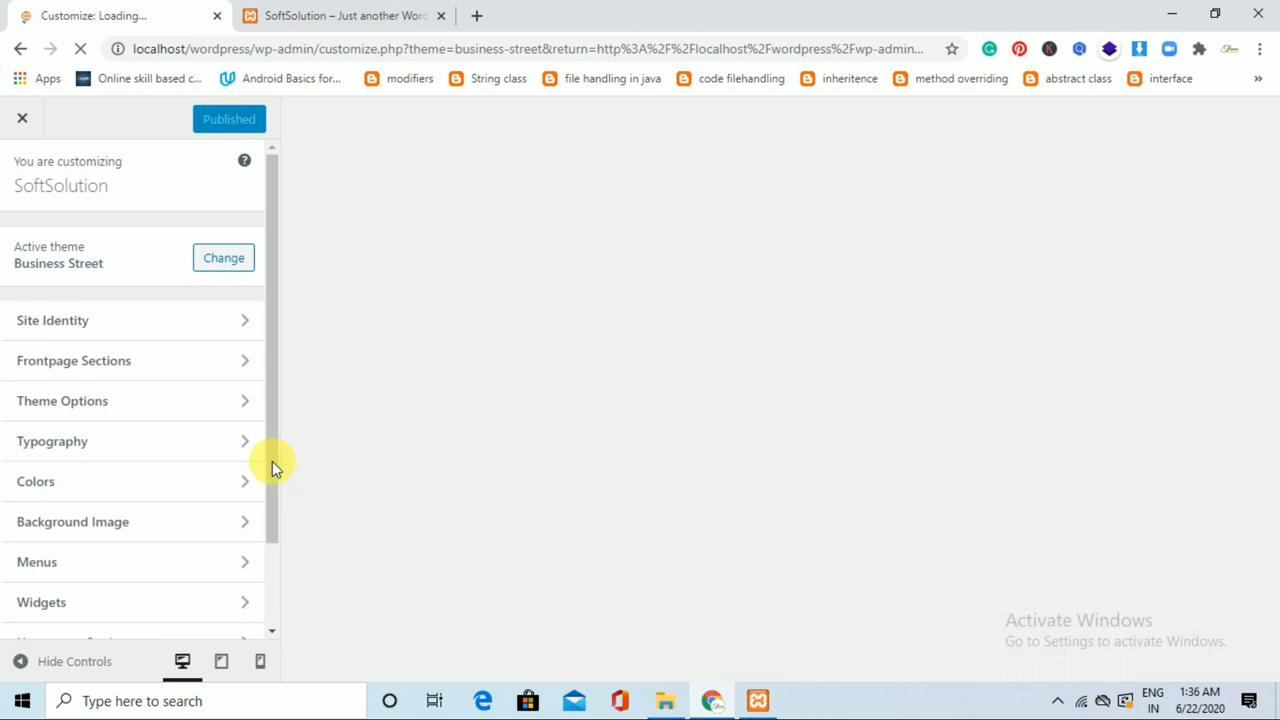 Customize: Loading...
SoftSolution – Just another Word
localhost/wordpress/wp-admin/customize.php?theme=business-street&return=http%3A%2F%2Flocalhost%2Fwordpress%2Fwp-admin...
Apps
Online skill based c...
Android Basics for...
modifiers
String class
file handling in java
code filehandling
inheritence
method overriding
abstract class
interface
»
Published
You are customizing
SoftSolution
Active theme
Business Street
Change
Site Identity
Frontpage Sections
Theme Options
Typography
Colors
Background Image
Menus
Widgets
Hide Controls
Activate Windows
Go to Settings to activate Windows.
Type here to search
ENG
IN
1:36 AM
6/22/2020